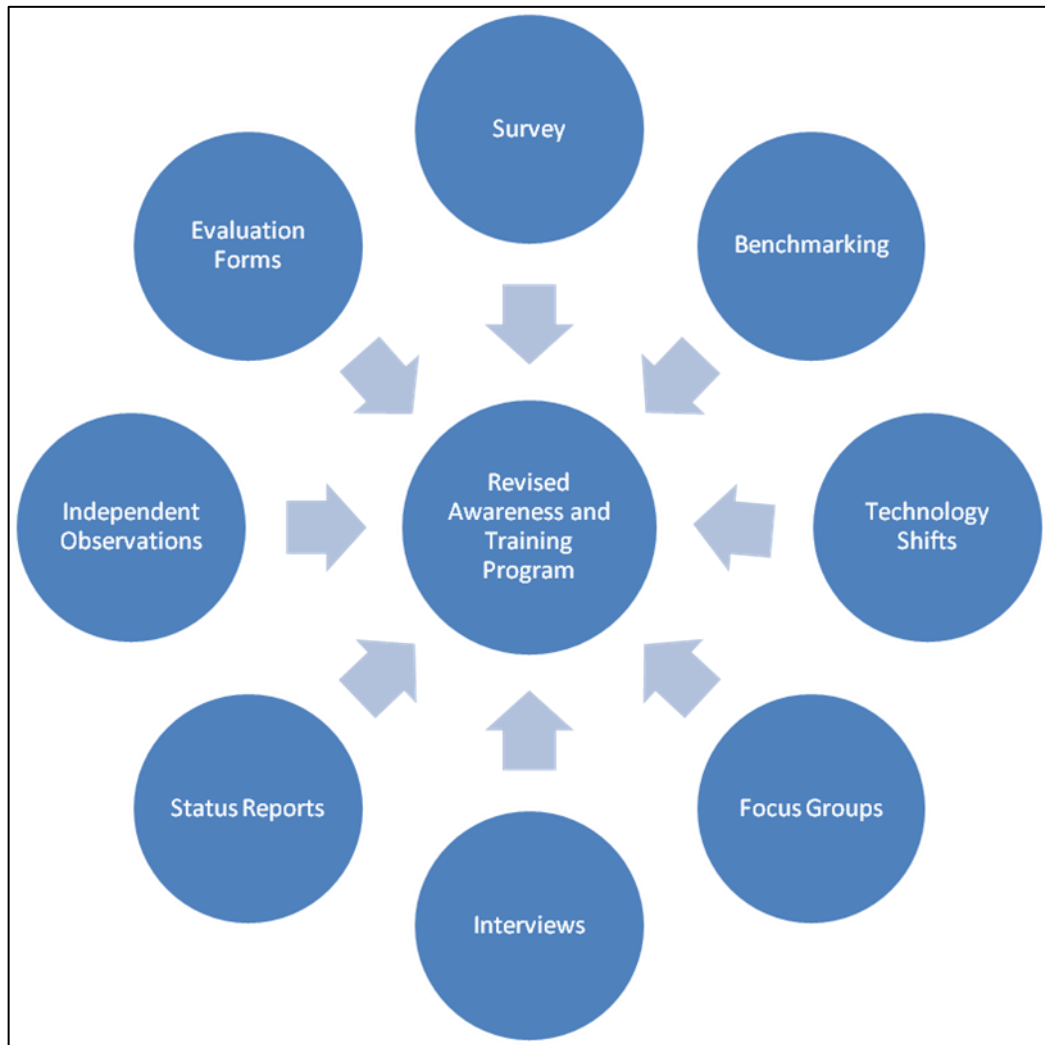 Survey
Evaluation
Forms
Benchmarking
Independent
Observations
Revised
Awareness and
Training
Program
Technology
Shifts
Status Reports
Focus Groups
Interviews